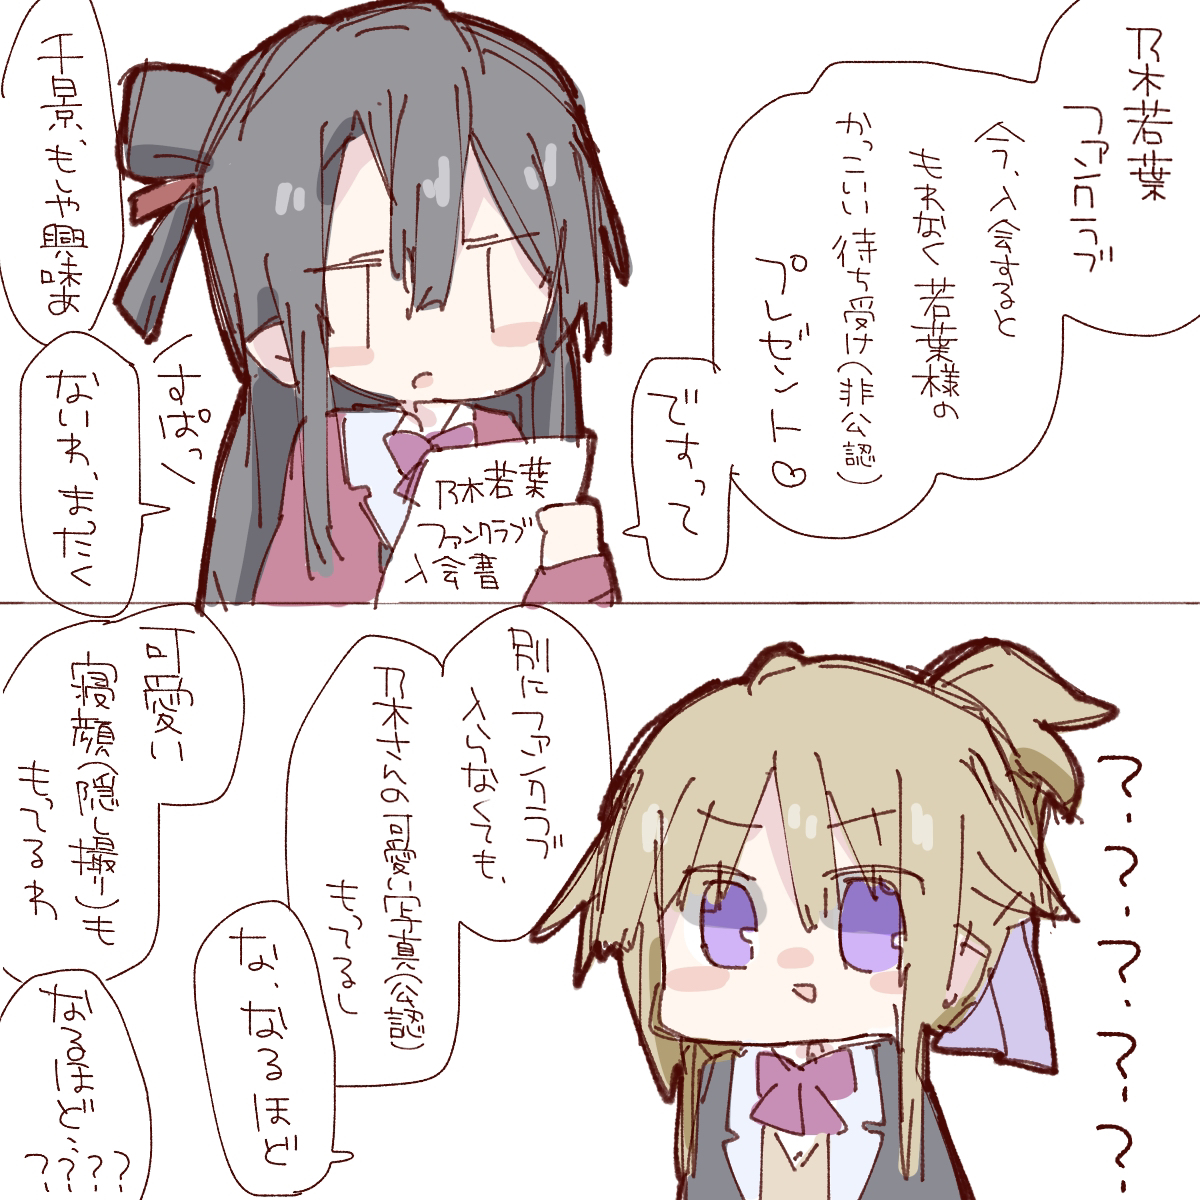 乃木若葉
ファンクラブ
今、入会すると
もれなく若葉様の
かっこいい待ち受け(非公認)
プレゼント♡
ですって
千景、もしや興味あ
すぱっ
ないわ、まったく
乃木若葉
ファンクラブ
入会書
別にファンクラブ
入らなくても、
乃木さんの可愛い写真(公認)
もってるし
な、なるほど
可愛い
寝顔(隠し撮り)も
もってるわ
なるほど、、
????
?.?.?.?.?.